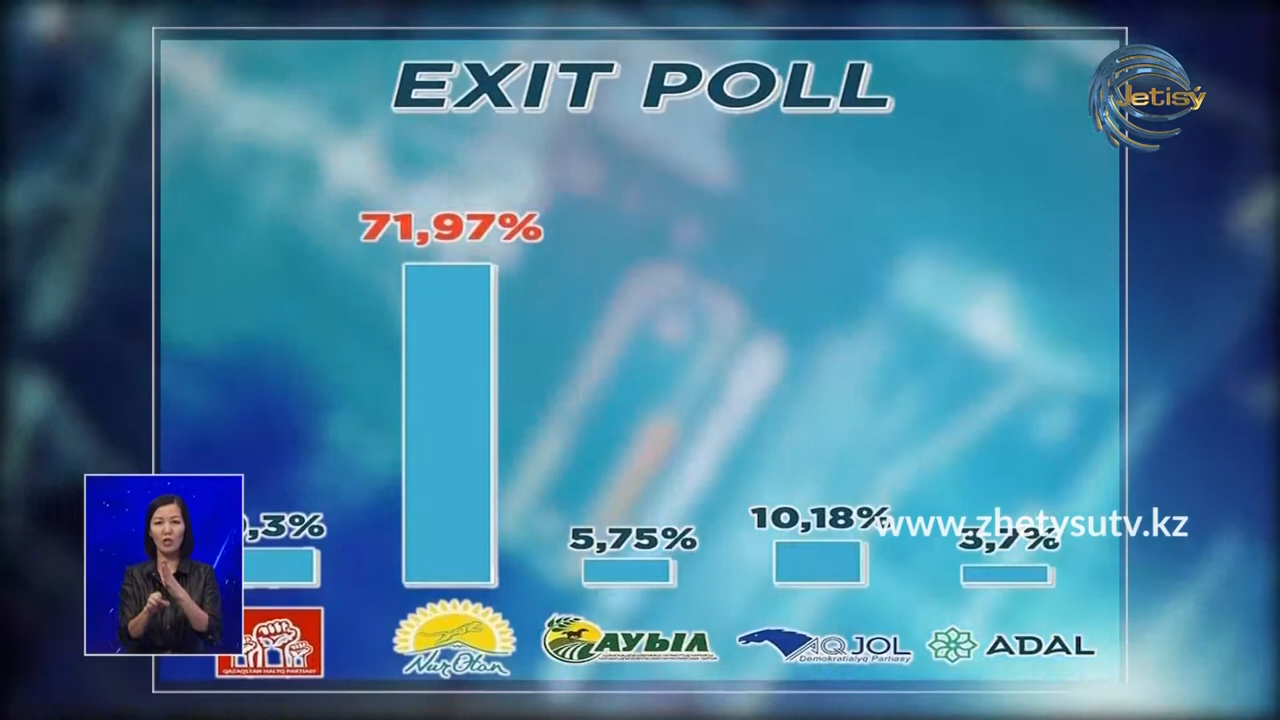 EXIT POLL
Jetisý
71,97%
,3%
5,75%
10,18%
3,7%
www.zhetysutv.kz
QAZAQSTAN HALYQ PARTIASY
Nur Otan
АУЫЛ
AQ JOL
Demokratialyq Partiasy
ADAL